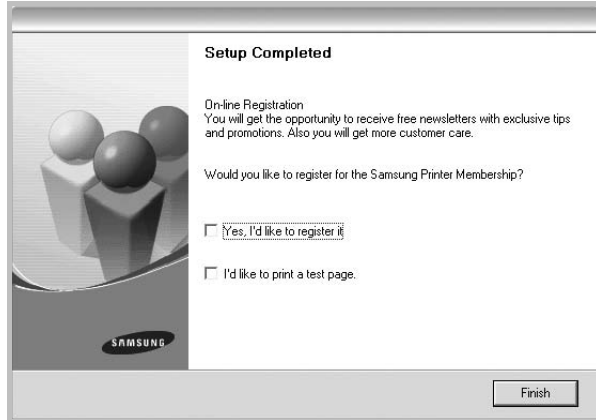 Setup Completed
On-line Registration
You will get the opportunity to receive free newsletters with exclusive tips
and promotions. Also you will get more customer care.
Would you like to register for the Samsung Printer Membership?
Yes, I'd like to register it
I'd like to print a test page.
SAMSUNG
Finish